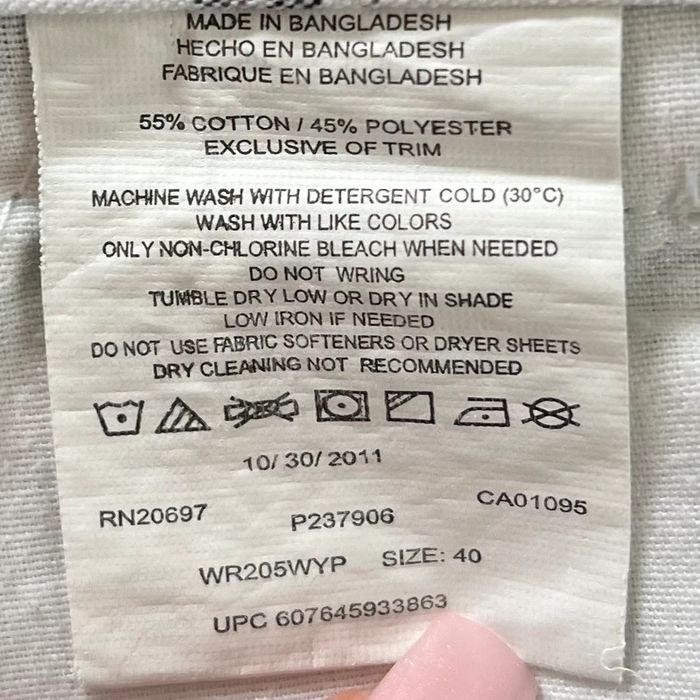 MADE IN BANGLADESH
HECHO EN BANGLADESH
FABRIQUE EN BANGLADESH
55% COTTON / 45% POLYESTER
EXCLUSIVE OF TRIM
MACHINE WASH WITH DETERGENT COLD (30°C)
WASH WITH LIKE COLORS
ONLY NON-CHLORINE BLEACH WHEN NEEDED
DO NOT WRING
TUMBLE DRY LOW OR DRY IN SHADE
LOW IRON IF NEEDED
DO NOT USE FABRIC SOFTENERS OR DRYER SHEETS
DRY CLEANING NOT RECOMMENDED
10/ 30/ 2011
RN20697 P237906 CA01095
WR205WYP SIZE: 40
UPC 607645933863